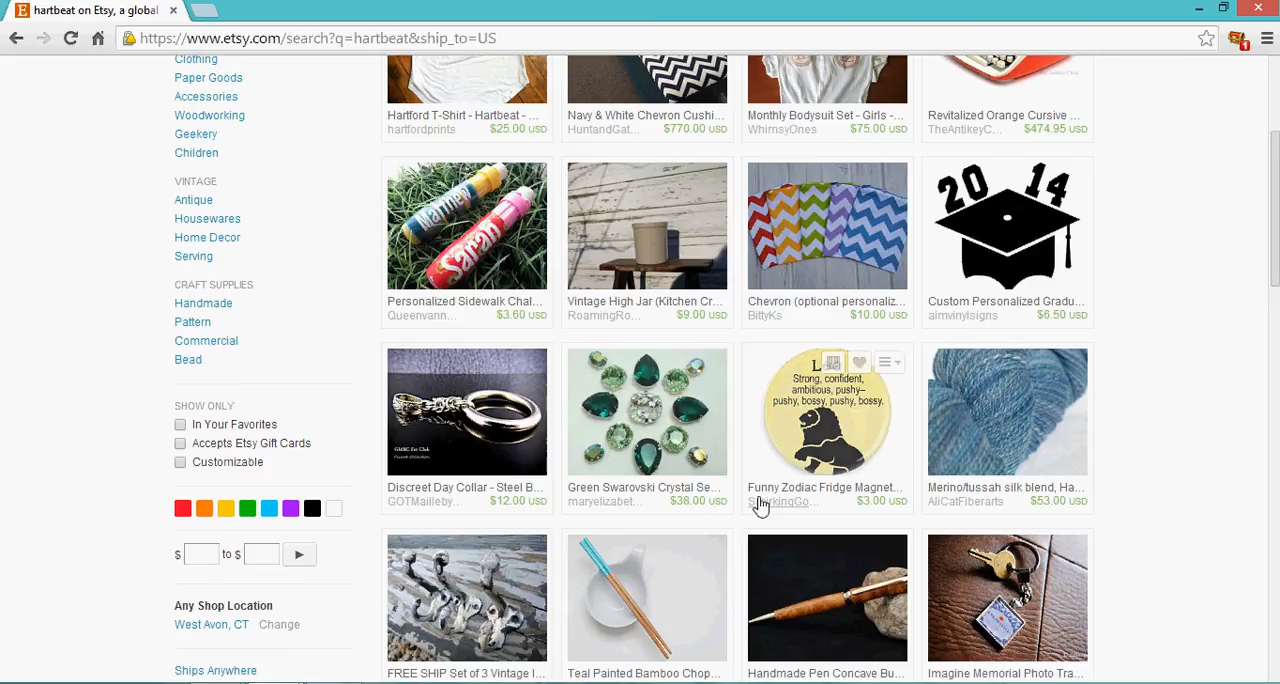 hartbeat on Etsy, a global
https://www.etsy.com/search?q=hartbeat&ship_to=US
1
Clothing
Paper Goods
Accessories
Woodworking
Geekery
Children
VINTAGE
Antique
Housewares
Home Decor
Serving
CRAFT SUPPLIES
Handmade
Pattern
Commercial
Bead
SHOW ONLY
In Your Favorites
Accepts Etsy Gift Cards
Customizable
$ to $
Any Shop Location
West Avon, CT Change
Ships Anywhere
Hartford T-Shirt - Hartbeat - ...
hartfordprints $25.00 USD
Navy & White Chevron Cushi...
HuntandGat... $770.00 USD
Monthly Bodysuit Set - Girls -...
WhimsyOnes $75.00 USD
Revitalized Orange Cursive ...
TheAntikeyC... $474.95 USD
Manny
Sarah
Personalized Sidewalk Chal...
Queenvann... $3.60 USD
Vintage High Jar (Kitchen Cr...
RoamingRo... $9.00 USD
Chevron (optional personaliz...
BittyKs $10.00 USD
20 14
Custom Personalized Gradu...
aimvinylsigns $6.50 USD
Discreet Day Collar - Steel B...
GOTMailleby... $12.00 USD
Green Swarovski Crystal Se...
maryelizabet... $38.00 USD
L
Strong, confident,
ambitious, pushy–
pushy, bossy, pushy, bossy.
Funny Zodiac Fridge Magnet...
$3.00 USD
Merino/tussah silk blend, Ha...
AliCatFiberarts $53.00 USD
FREE SHIP Set of 3 Vintage I...
Teal Painted Bamboo Chop...
Handmade Pen Concave Bu...
Imagine Memorial Photo Tra...